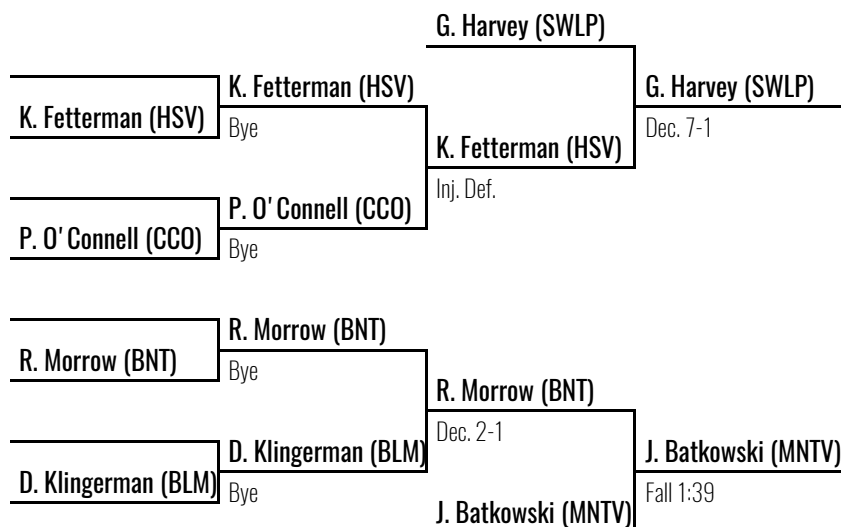 G. Harvey (SWLP)
K. Fetterman (HSV)
G. Harvey (SWLP)
K. Fetterman (HSV)
Bye
Dec. 7-1
K. Fetterman (HSV)
Inj. Def.
P. O'Connell (CCO)
P. O'Connell (CCO)
Bye
R. Morrow (BNT)
R. Morrow (BNT)
Bye
R. Morrow (BNT)
Dec. 2-1
D. Klingerman (BLM)
J. Batkowski (MNTV)
D. Klingerman (BLM)
Bye
Fall 1:39
J. Batkowski (MNTV)